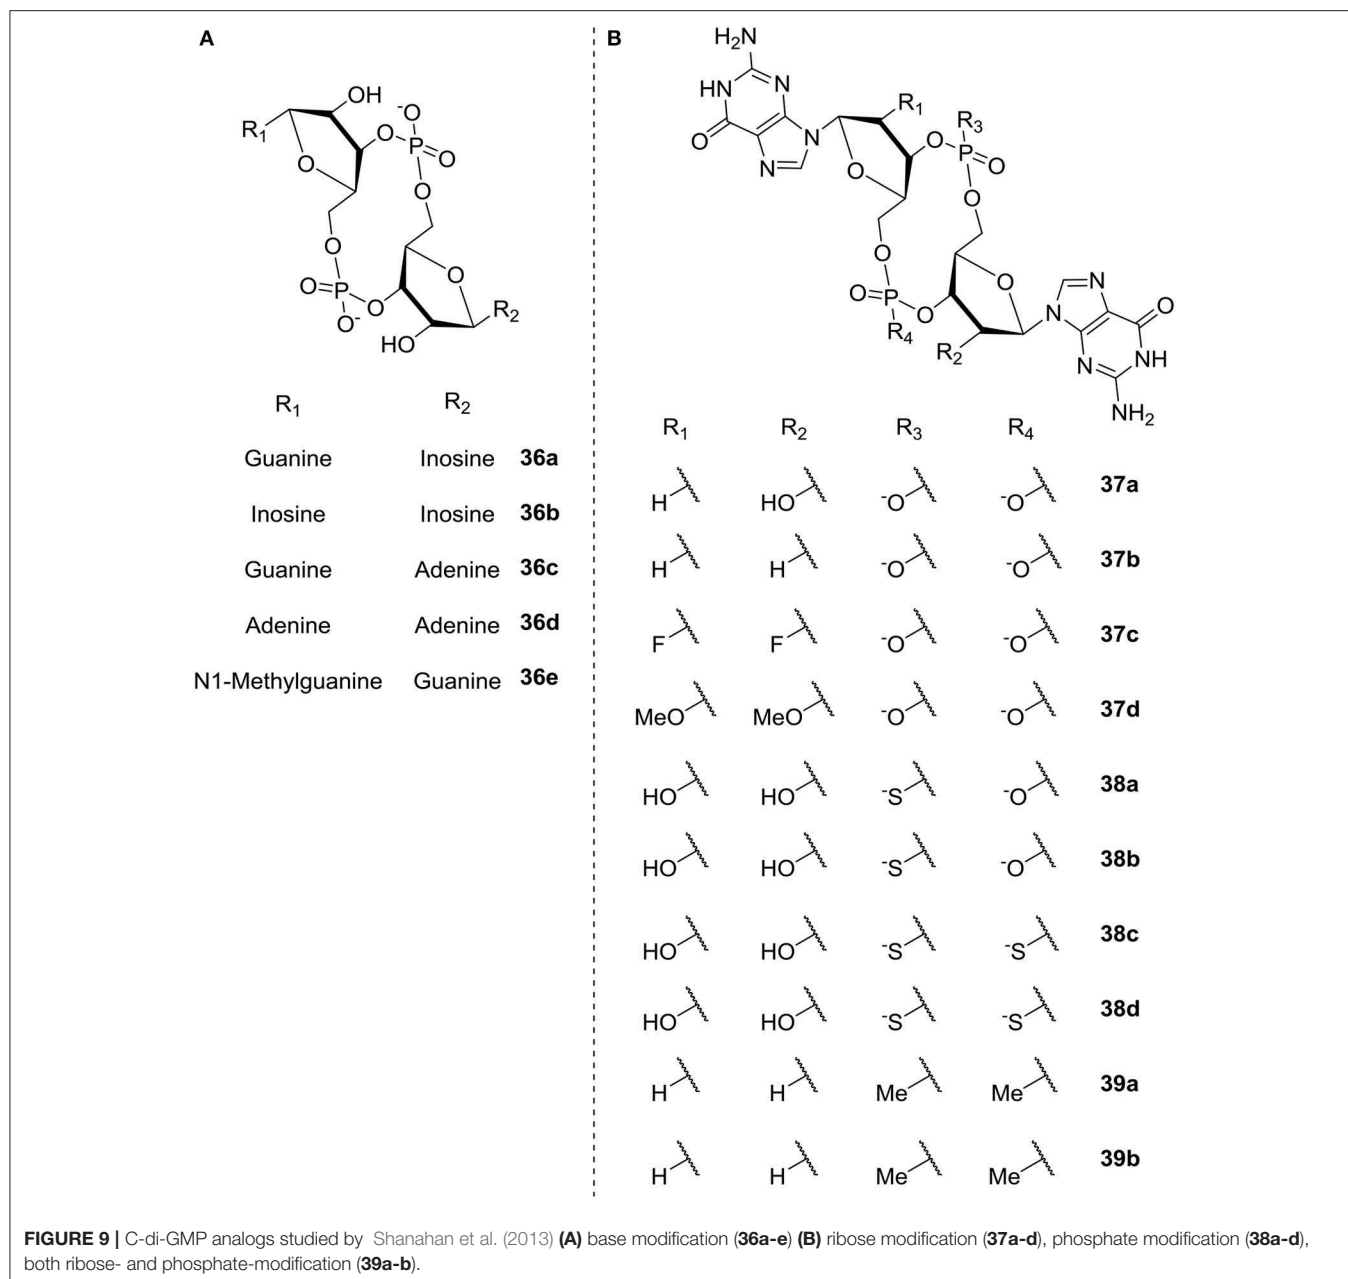 A
B
OH
R1
O
O
-O
P
O
O
O
O
O=P
O
O-
HO
R2
H2N
HN
N
O
N
N
R1
O
O
R3
P
O
O
O
O=P
R4
O
O
R2
N
N
N
N
O
NH
NH2
R1 R2
Guanine Inosine 36a
Inosine Inosine 36b
Guanine Adenine 36c
Adenine Adenine 36d
N1-Methylguanine Guanine 36e
R1 R2 R3 R4
H HO -O -O 37a
H H -O -O 37b
F F -O -O 37c
MeO MeO -O -O 37d
HO HO -S -O 38a
HO HO -S -O 38b
HO HO -S -S 38c
HO HO -S -S 38d
H H Me Me 39a
H H Me Me 39b
FIGURE 9 | C-di-GMP analogs studied by Shanahan et al. (2013) (A) base modification (36a-e) (B) ribose modification (37a-d), phosphate modification (38a-d),
both ribose- and phosphate-modification (39a-b).